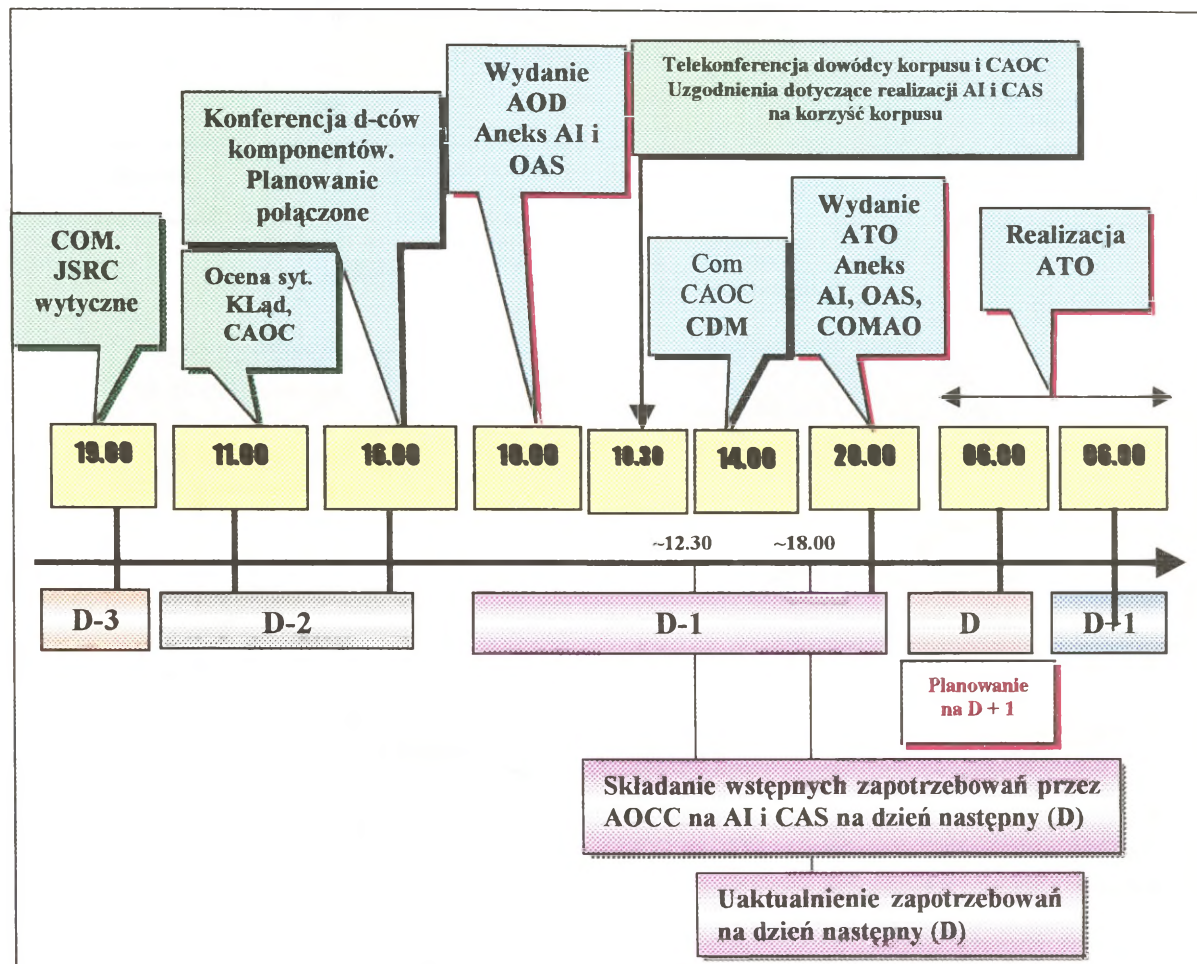 Telekonferencja dowódcy korpusu i CAOC
Uzgodnienia dotyczące realizacji AI i CAS
na korzyść korpusu
Wydanie
AOD
Aneks AI i
OAS
Konferencja d-ców
komponentów.
Planowanie
połączone
COM.
JSRC
wytyczne
Ocena syt.
KLąd,
CAOC
Com
CAOC
CDM
Wydanie
ATO
Aneks
AI, OAS,
COMAO
Realizacja
ATO
19.00
11.00
16.00
10.00
10.30
14.00
20.00
06.00
06.00
~12.30
~18.00
D-3
D-2
D-1
D
D+1
Planowanie
na D + 1
Składanie wstępnych zapotrzebowań przez
AOCC na AI i CAS na dzień następny (D)
Uaktualnienie zapotrzebowań
na dzień następny (D)